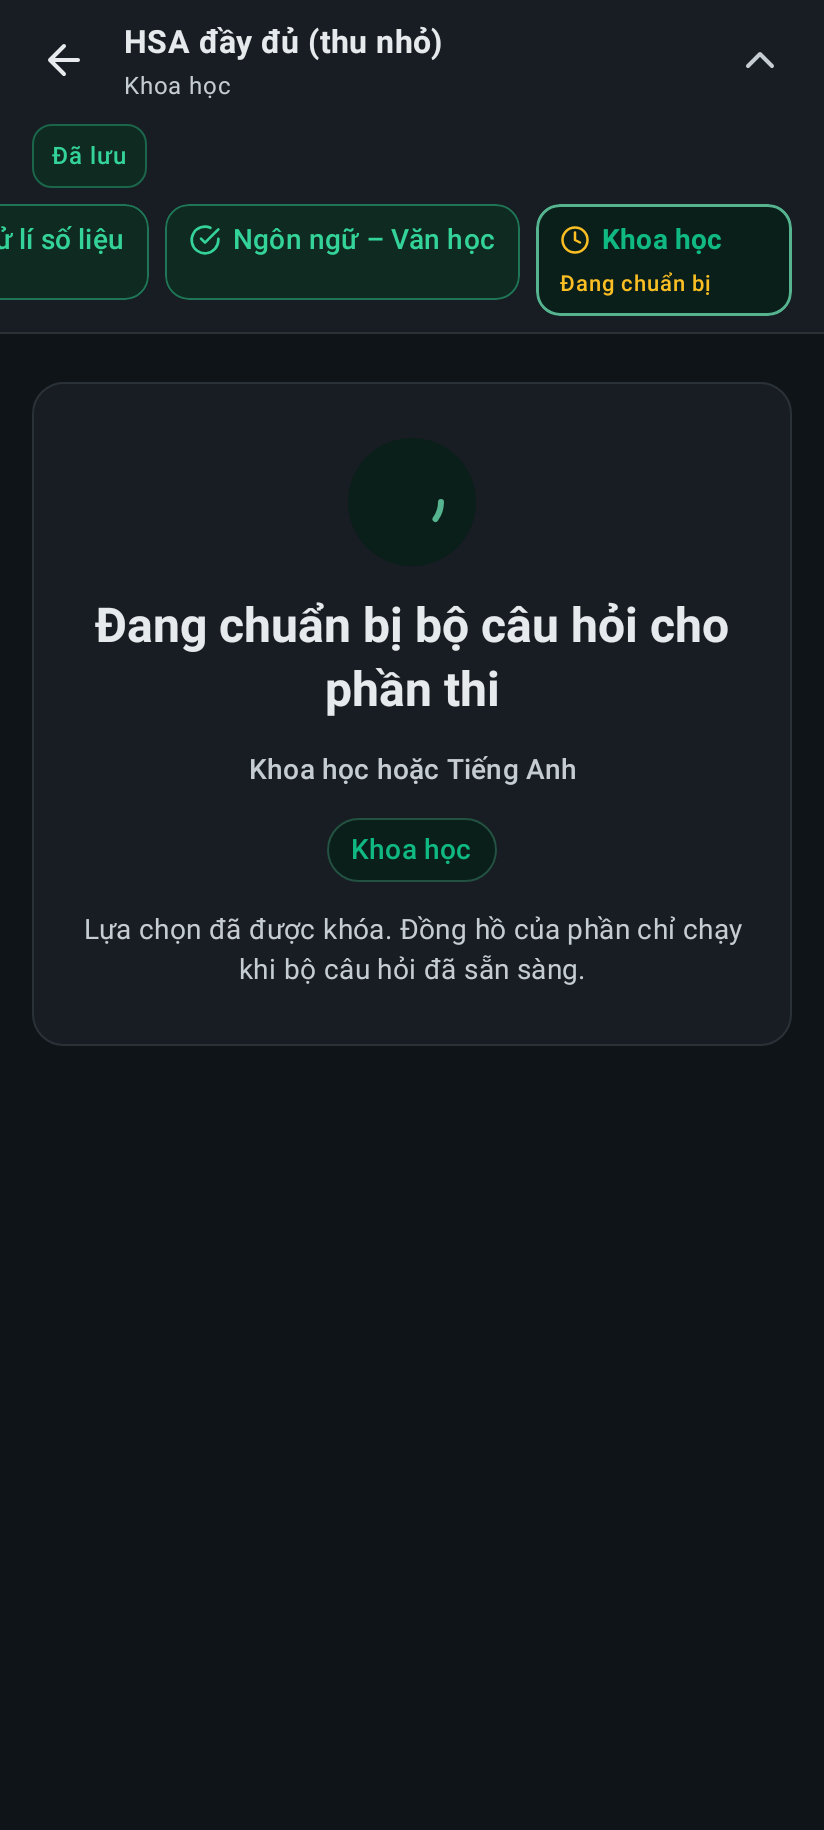 HSA đầy đủ (thu nhỏ)
Khoa học
Đã lưu
lí số liệu
Ngôn ngữ – Văn học
Khoa học
Đang chuẩn bị
Đang chuẩn bị bộ câu hỏi cho
phần thi
Khoa học hoặc Tiếng Anh
Khoa học
Lựa chọn đã được khóa. Đồng hồ của phần chỉ chạy
khi bộ câu hỏi đã sẵn sàng.